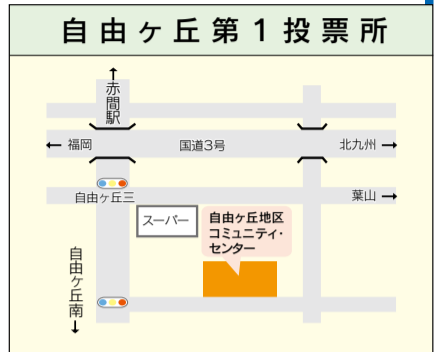 自由ヶ丘第1投票所
↑赤間駅
← 福岡
国道3号
北九州 →
自由ヶ丘三
葉山 →
スーパー
自由ヶ丘地区
コミュニティ・
センター
自由ヶ丘南↓